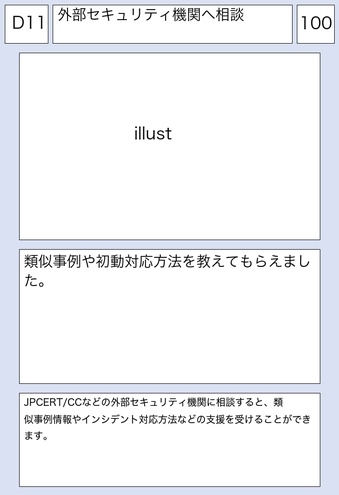 D11
外部セキュリティ機関へ相談
100
illust
類似事例や初動対応方法を教えてもらえまし
た。
JPCERT/CCなどの外部セキュリティ機関に相談すると、類
似事例情報やインシデント対応方法などの支援を受けることができ
ます。